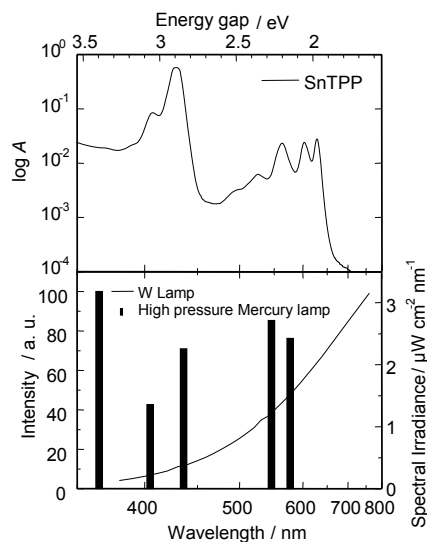 Energy gap / eV
3.5 3 2.5 2
10⁰
10⁻¹
10⁻²
10⁻³
10⁻⁴
log A
SnTPP
W Lamp
High pressure Mercury lamp
100
80
60
40
20
0
Intensity / a. u.
3
2
1
0
Spectral Irradiance/ μW cm⁻² nm⁻¹
400 500 600 700 800
Wavelength / nm